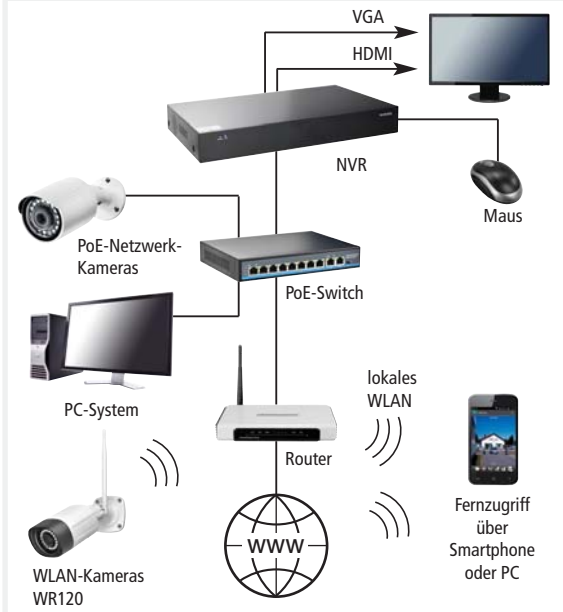 VGA
HDMI
NVR
Maus
PoE-Netzwerk-
Kameras
PoE-Switch
PC-System
lokales
WLAN
Router
WLAN-Kameras
WR120
WWW
Fernzugriff
über
Smartphone
oder PC